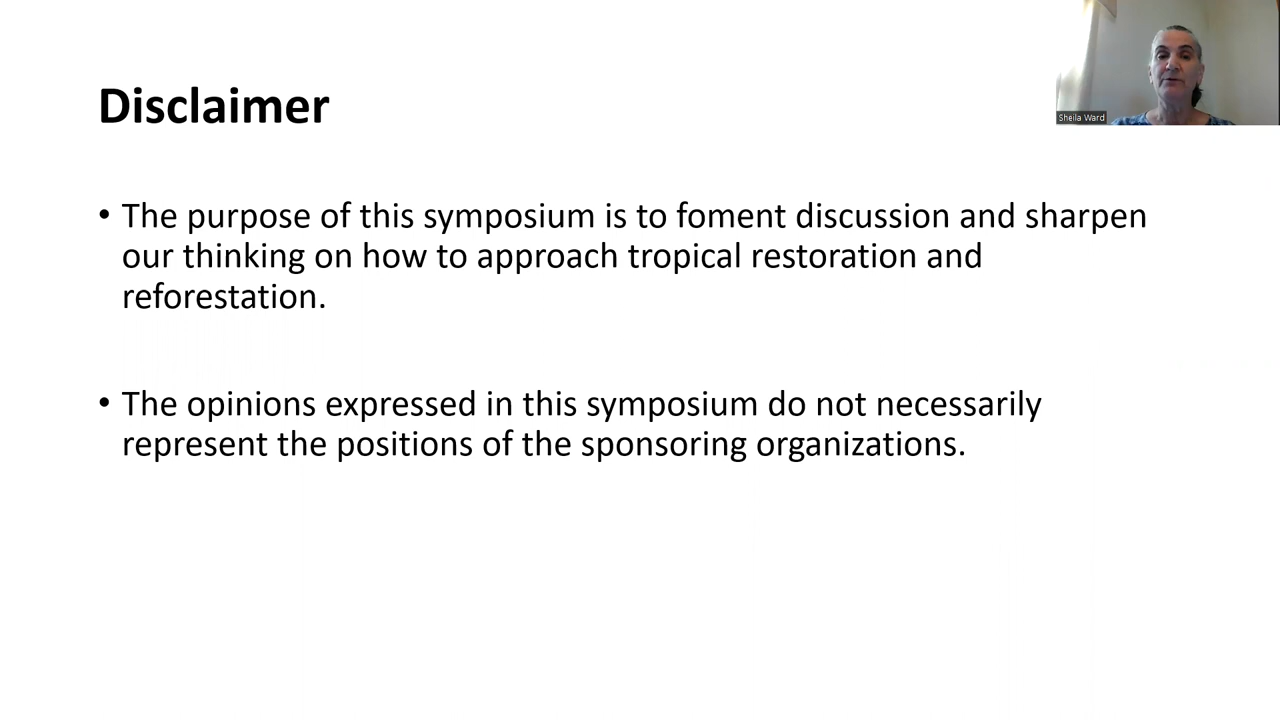 Disclaimer
Sheila Ward
• The purpose of this symposium is to foment discussion and sharpen
our thinking on how to approach tropical restoration and
reforestation.
• The opinions expressed in this symposium do not necessarily
represent the positions of the sponsoring organizations.